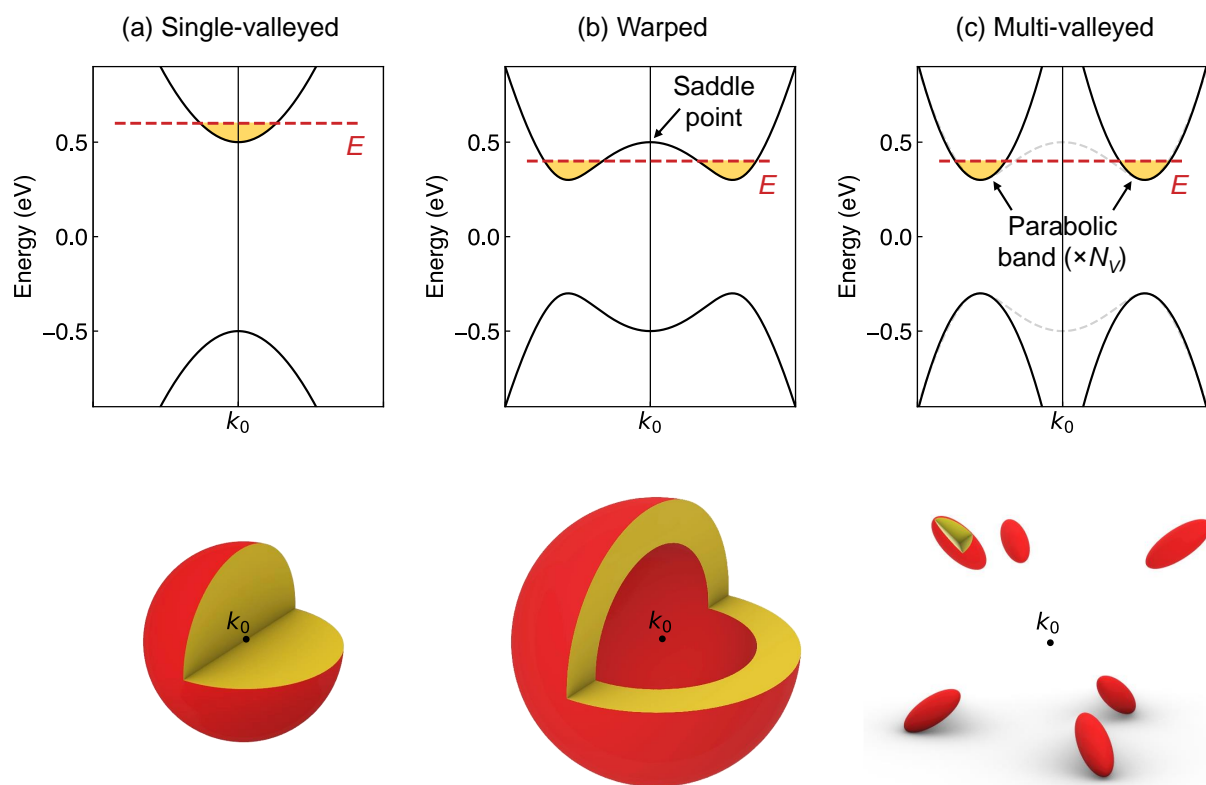 (a) Single-valleyed
(b) Warped
(c) Multi-valleyed
Energy (eV)
0.5
0.0
−0.5
E
k₀
Energy (eV)
0.5
0.0
−0.5
Saddle
point
E
k₀
Energy (eV)
0.5
0.0
−0.5
E
Parabolic
band (×N_V)
k₀
k₀
k₀
k₀